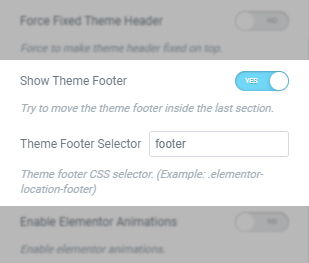 Force Fixed Theme Header NO
Force to make theme header fixed on top.
Show Theme Footer YES
Try to move the theme footer inside the last section.
Theme Footer Selector footer
Theme footer CSS selector. (Example: .elementor-
location-footer)
Enable Elementor Animations NO
Enable elementor animations.